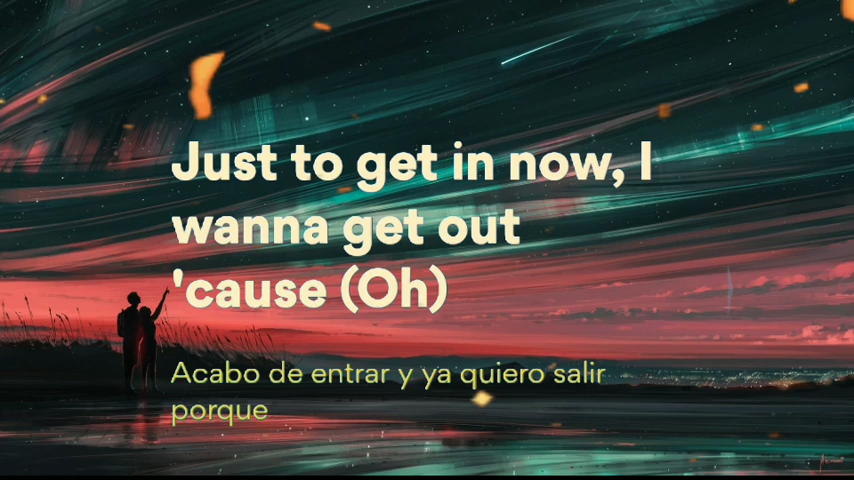 Just to get in now, I
wanna get out
'cause (Oh)
Acabo de entrar y ya quiero salir
porque